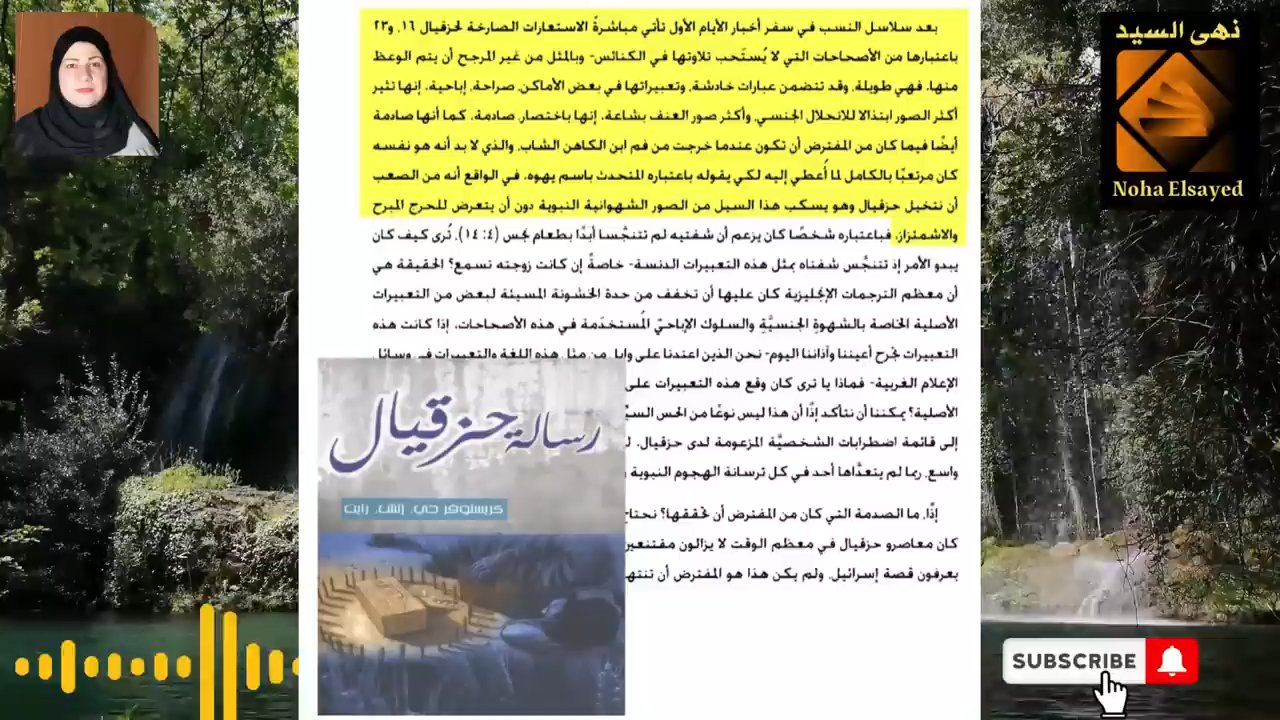 نهى السيد
Noha Elsayed
بعد سلاسل النسب في سفر أخبار الأيام الأول تأتي مباشرةً الاستعارات الصارخة لحزقيال ١٦، و٢٣
باعتبارها من الأصحاحات التي لا يُستَحب تلاوتها في الكنائس- وبالمثل من غير المرجح أن يتم الوعظ
منها. فهي طويلة، وقد تتضمن عبارات خادشة، وتعبيراتها في بعض الأماكن، صراحة، إباحية، إنها تثير
أكثر الصور ابتذالا للانحلال الجنسي، وأكثر صور العنف بشاعة، إنها باختصار، صادمة، كما أنها صادمة
أيضًا فيما كان من المفترض أن تكون عندما خرجت من فم ابن الكاهن الشاب، والذي لا بد أنه هو نفسه
كان مرتعبًا بالكامل لما أُعطي إليه لكي يقوله باعتباره المتحدث باسم يهوه، في الواقع أنه من الصعب
أن نتخيل حزقيال وهو يسكب هذا السيل من الصور الشهوانية النبوية دون أن يتعرض للحرج المبرح
والاشمئزاز. فباعتباره شخصًا كان يزعم أن شفتيه لم تتنجَّسا أبدًا بطعام نجس (٤: ١٤)، تُرى كيف كان
يبدو الأمر إذ تتنجَّس شفتاه بمثل هذه التعبيرات الدنسة- خاصةً إن كانت زوجته تسمع؟ الحقيقة هي
أن معظم الترجمات الإنجليزية كان عليها أن تخفف من حدة الخشونة المسيئة لبعض من التعبيرات
الأصلية الخاصة بالشهوةِ الجنسيَّةِ والسلوك الإباحيّ المُستخدَمة في هذه الأصحاحات، إذا كانت هذه
التعبيرات تجرح أعيننا وآذاننا اليوم- نحن الذين اعتدنا على وابل من مثل هذه اللغة والتعبيرات في وسائل
الإعلام الغربية- فماذا يا ترى كان وقع هذه التعبيرات على
الأصلية؟ يمكننا أن نتأكد إذًا أن هذا ليس نوعًا من الحس
إلى قائمة اضطرابات الشخصيَّة المزعومة لدى حزقيال.
واسع. ربما لم يتعدَّاها أحد في كل ترسانة الهجوم النبوية
إذًا، ما الصدمة التي كان من المفترض أن تحققها؟
كان معاصرو حزقيال في معظم الوقت لا يزالون
يعرفون قصة إسرائيل. ولم يكن هذا هو المفترض أن
رسالة حزقيال
كريستوفر جي. إتش. رايت
SUBSCRIBE